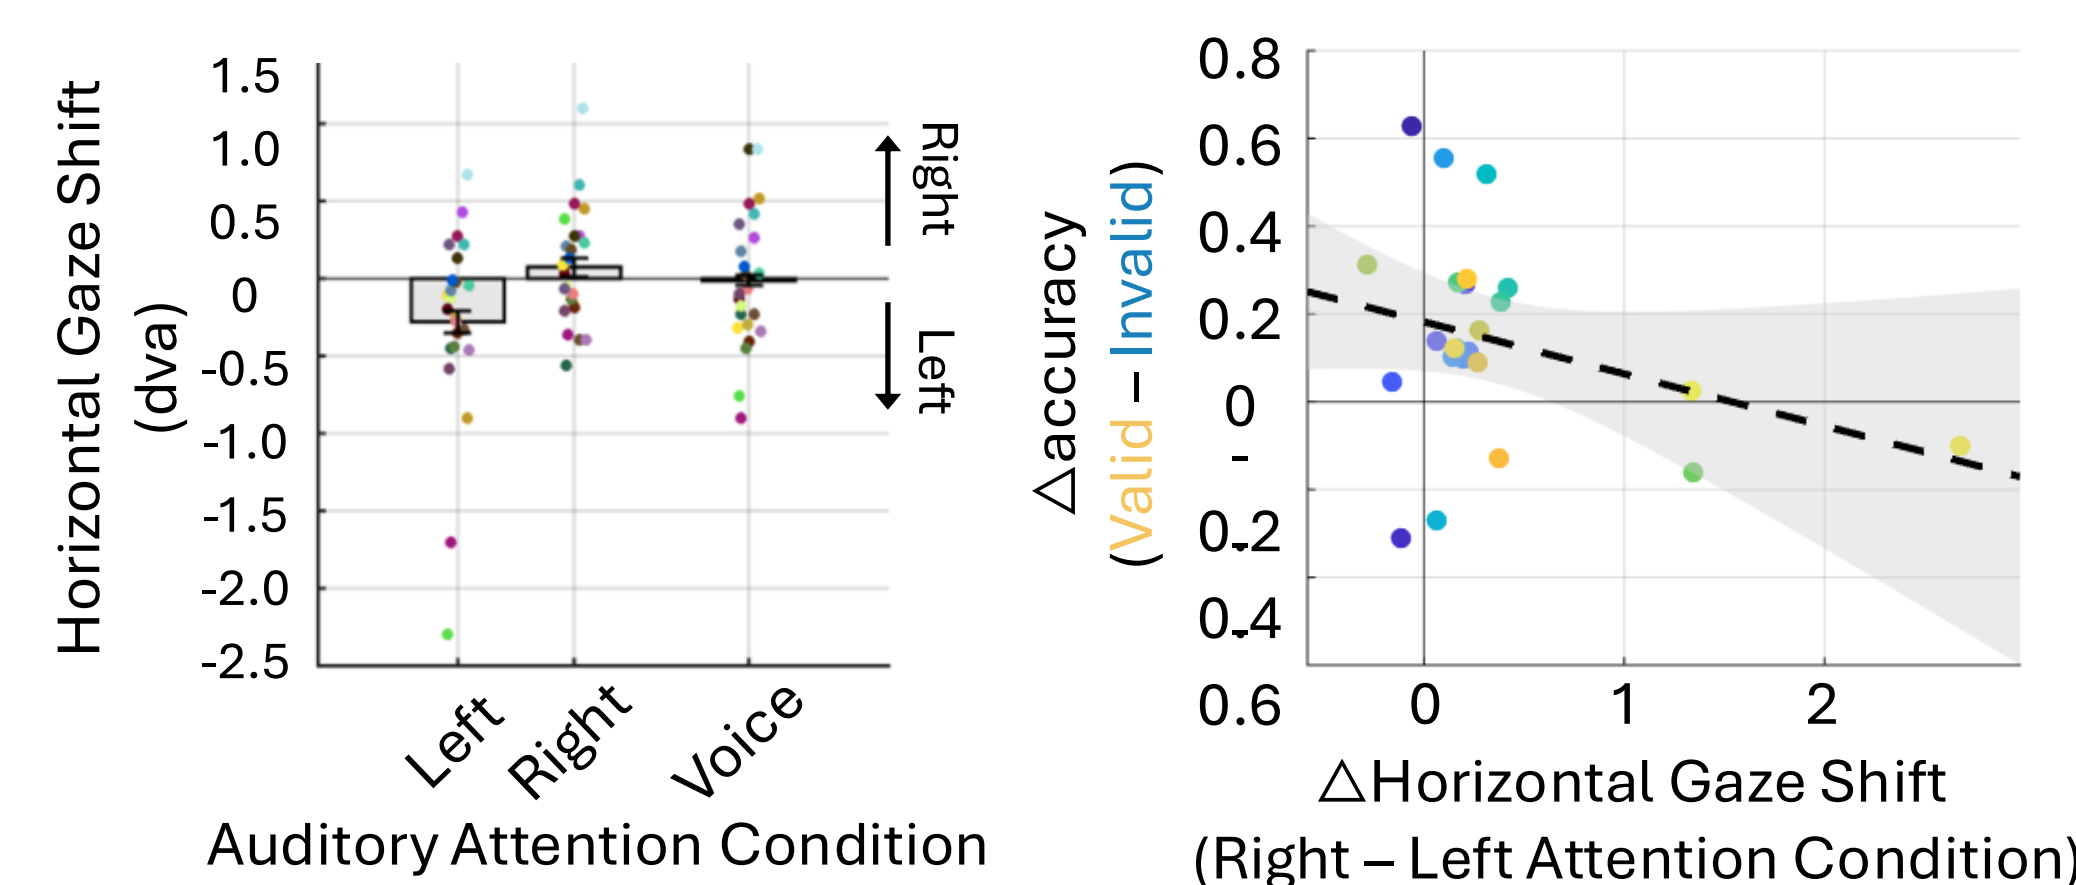 Horizontal Gaze Shift
(dva)
1.5
1.0
0.5
0
-0.5
-1.0
-1.5
-2.0
-2.5
Right
Left
Left
Right
Voice
Auditory Attention Condition
△accuracy
(Valid – Invalid)
0.8
0.6
0.4
0.2
0
-
0.2
-
0.4
-
0.6
0
1
2
△Horizontal Gaze Shift
(Right – Left Attention Condition)